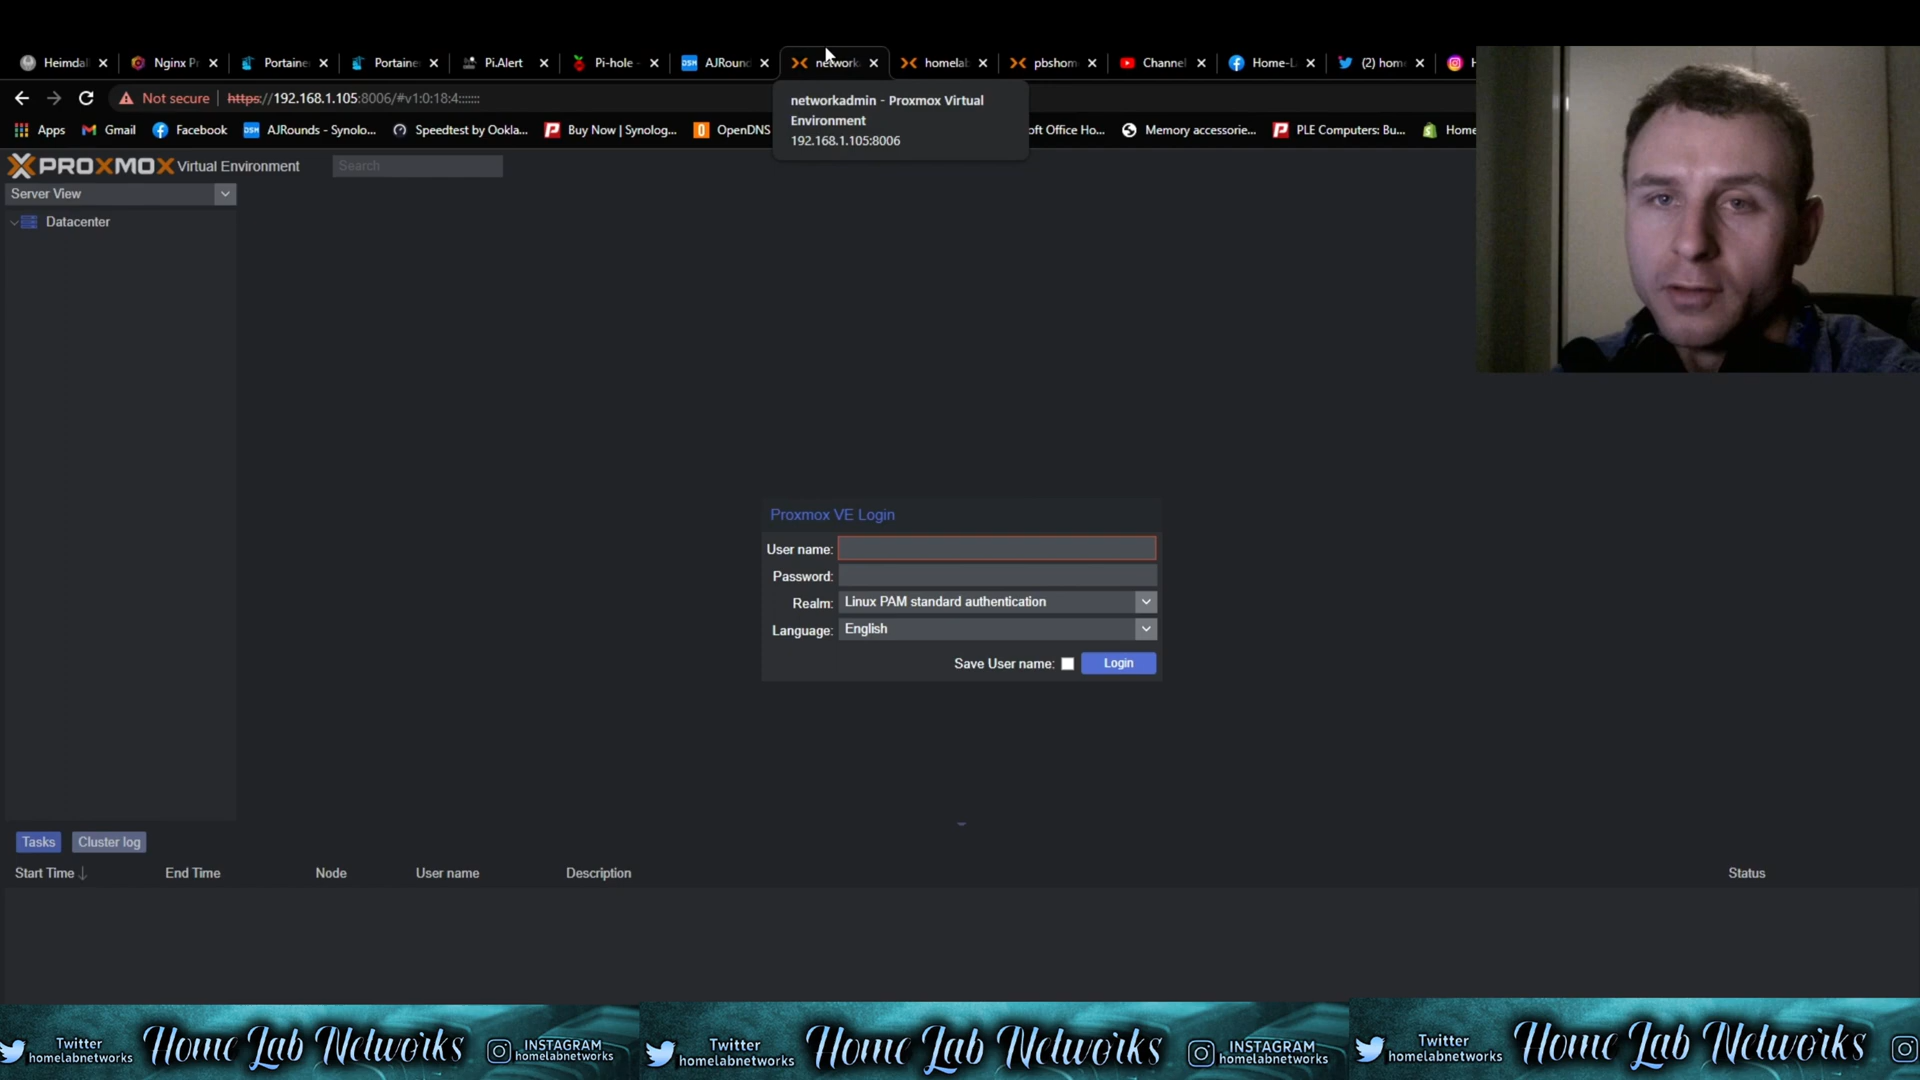 Heimdal
Nginx Pr
Portaine
Portaine
Pi.Alert
Pi-hole -
AJRound
network
homelab
pbshom
Channel
Home-L
(2) hom
Not secure
https://192.168.1.105:8006/#v1:0:18:4:::::::
networkadmin - Proxmox Virtual
Environment
192.168.1.105:8006
Apps
Gmail
Facebook
AJRounds - Synolo...
Speedtest by Ookla...
Buy Now | Synolog...
OpenDNS
oft Office Ho...
Memory accessorie...
PLE Computers: Bu...
Home
PROXMOX Virtual Environment
Search
Server View
Datacenter
Proxmox VE Login
User name:
Password:
Realm: Linux PAM standard authentication
Language: English
Save User name:
Login
Tasks
Cluster log
Start Time
End Time
Node
User name
Description
Status
Twitter
homelabnetworks
Home Lab Networks
INSTAGRAM
homelabnetworks
Twitter
homelabnetworks
Home Lab Networks
INSTAGRAM
homelabnetworks
Twitter
homelabnetworks
Home Lab Networks